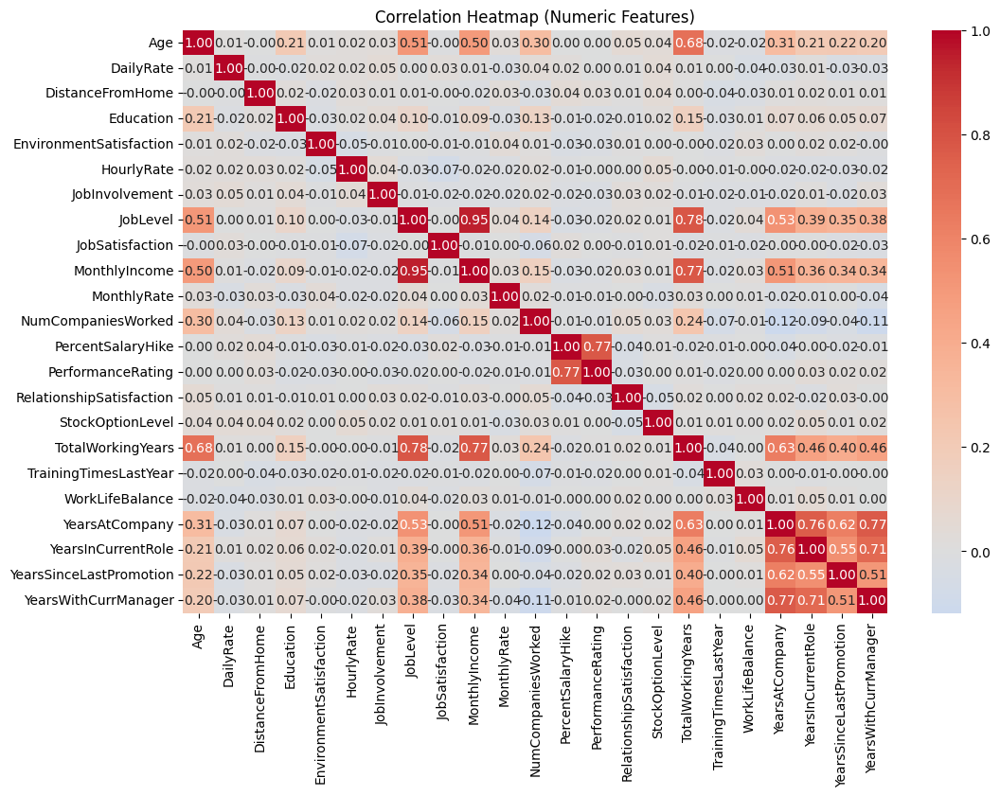 Correlation Heatmap (Numeric Features)
Age 1.00 0.01 -0.00 0.21 0.01 0.02 0.03 0.51 -0.00 0.50 0.03 0.30 0.00 0.00 0.05 0.04 0.68 -0.02 -0.02 0.31 0.21 0.22 0.20
DailyRate 0.01 1.00 -0.00 -0.02 0.02 0.02 0.05 0.00 0.03 0.01 -0.03 0.04 0.02 0.00 0.01 0.04 0.01 0.00 -0.04 -0.03 0.01 -0.03 -0.03
DistanceFromHome -0.00 -0.00 1.00 0.02 -0.02 0.03 0.01 0.01 -0.00 -0.02 0.03 -0.03 0.04 0.03 0.01 0.04 0.00 -0.04 -0.03 0.01 0.02 0.01 0.01
Education 0.21 -0.02 0.02 1.00 -0.03 0.02 0.04 0.10 -0.01 0.09 -0.03 0.13 -0.01 -0.02 -0.01 0.02 0.15 -0.03 0.01 0.07 0.06 0.05 0.07
EnvironmentSatisfaction 0.01 0.02 -0.02 -0.03 1.00 -0.05 -0.01 0.00 -0.01 -0.01 0.04 0.01 -0.03 -0.03 0.01 0.00 -0.00 -0.02 0.03 0.00 0.02 0.02 -0.00
HourlyRate 0.02 0.02 0.03 0.02 -0.05 1.00 0.04 -0.03 -0.07 -0.02 -0.02 0.02 -0.01 -0.00 0.00 0.05 -0.00 -0.01 -0.00 -0.02 -0.02 -0.03 -0.02
JobInvolvement 0.03 0.05 0.01 0.04 -0.01 0.04 1.00 -0.01 -0.02 -0.02 -0.02 0.02 -0.02 -0.03 0.03 0.02 -0.01 -0.02 -0.01 -0.02 0.01 -0.02 0.03
JobLevel 0.51 0.00 0.01 0.10 0.00 -0.03 -0.01 1.00 -0.00 0.95 0.04 0.14 -0.03 -0.02 0.02 0.01 0.78 -0.02 0.04 0.53 0.39 0.35 0.38
JobSatisfaction -0.00 0.03 -0.00 -0.01 -0.01 -0.07 -0.02 -0.00 1.00 -0.01 0.00 -0.06 0.02 0.00 -0.01 0.01 -0.02 -0.01 -0.02 -0.00 -0.00 -0.02 -0.03
MonthlyIncome 0.50 0.01 -0.02 0.09 -0.01 -0.02 -0.02 0.95 -0.01 1.00 0.03 0.15 -0.03 -0.02 0.03 0.01 0.77 -0.02 0.03 0.51 0.36 0.34 0.34
MonthlyRate 0.03 -0.03 0.03 -0.03 0.04 -0.02 -0.02 0.04 0.00 0.03 1.00 0.02 -0.01 -0.01 -0.00 -0.03 0.03 0.00 0.01 -0.02 -0.01 0.00 -0.04
NumCompaniesWorked 0.30 0.04 -0.03 0.13 0.01 0.02 0.02 0.14 -0.06 0.15 0.02 1.00 -0.01 -0.01 0.05 0.03 0.24 -0.07 -0.01 -0.12 -0.09 -0.04 -0.11
PercentSalaryHike 0.00 0.02 0.04 -0.01 -0.03 -0.01 -0.02 -0.03 0.02 -0.03 -0.01 -0.01 1.00 0.77 -0.04 0.01 -0.02 -0.01 -0.00 -0.04 -0.00 -0.02 -0.01
PerformanceRating 0.00 0.00 0.03 -0.02 -0.03 -0.00 -0.03 -0.02 0.00 -0.02 -0.01 -0.01 0.77 1.00 -0.03 0.00 0.01 -0.02 0.00 0.00 0.03 0.02 0.02
RelationshipSatisfaction 0.05 0.01 0.01 -0.01 0.01 0.00 0.03 0.02 -0.01 0.03 -0.00 0.05 -0.04 -0.03 1.00 -0.05 0.02 0.00 0.02 0.02 -0.02 0.03 -0.00
StockOptionLevel 0.04 0.04 0.04 0.02 0.00 0.05 0.02 0.01 0.01 0.01 -0.03 0.03 0.01 0.00 -0.05 1.00 0.01 0.01 0.00 0.02 0.05 0.01 0.02
TotalWorkingYears 0.68 0.01 0.00 0.15 -0.00 -0.00 -0.01 0.78 -0.02 0.77 0.03 0.24 -0.02 0.01 0.02 0.01 1.00 -0.04 0.00 0.63 0.46 0.40 0.46
TrainingTimesLastYear -0.02 0.00 -0.04 -0.03 -0.02 -0.01 -0.02 -0.02 -0.01 -0.02 0.00 -0.07 -0.01 -0.02 0.00 0.01 -0.04 1.00 0.03 0.00 -0.01 -0.00 -0.00
WorkLifeBalance -0.02 -0.04 -0.03 0.01 0.03 -0.00 -0.01 0.04 -0.02 0.03 0.01 -0.01 -0.00 0.00 0.02 0.00 0.00 0.03 1.00 0.01 0.05 0.01 0.00
YearsAtCompany 0.31 -0.03 0.01 0.07 0.00 -0.02 -0.02 0.53 -0.00 0.51 -0.02 -0.12 -0.04 0.00 0.02 0.02 0.63 0.00 0.01 1.00 0.76 0.62 0.77
YearsInCurrentRole 0.21 0.01 0.02 0.06 0.02 -0.02 0.01 0.39 -0.00 0.36 -0.01 -0.09 -0.00 0.03 -0.02 0.05 0.46 -0.01 0.05 0.76 1.00 0.55 0.71
YearsSinceLastPromotion 0.22 -0.03 0.01 0.05 0.02 -0.03 -0.02 0.35 -0.02 0.34 0.00 -0.04 -0.02 0.02 0.03 0.01 0.40 -0.00 0.01 0.62 0.55 1.00 0.51
YearsWithCurrManager 0.20 -0.03 0.01 0.07 -0.00 -0.02 0.03 0.38 -0.03 0.34 -0.04 -0.11 -0.01 0.02 -0.00 0.02 0.46 -0.00 0.00 0.77 0.71 0.51 1.00
Age
DailyRate
DistanceFromHome
Education
EnvironmentSatisfaction
HourlyRate
JobInvolvement
JobLevel
JobSatisfaction
MonthlyIncome
MonthlyRate
NumCompaniesWorked
PercentSalaryHike
PerformanceRating
RelationshipSatisfaction
StockOptionLevel
TotalWorkingYears
TrainingTimesLastYear
WorkLifeBalance
YearsAtCompany
YearsInCurrentRole
YearsSinceLastPromotion
YearsWithCurrManager
1.0
0.8
0.6
0.4
0.2
0.0